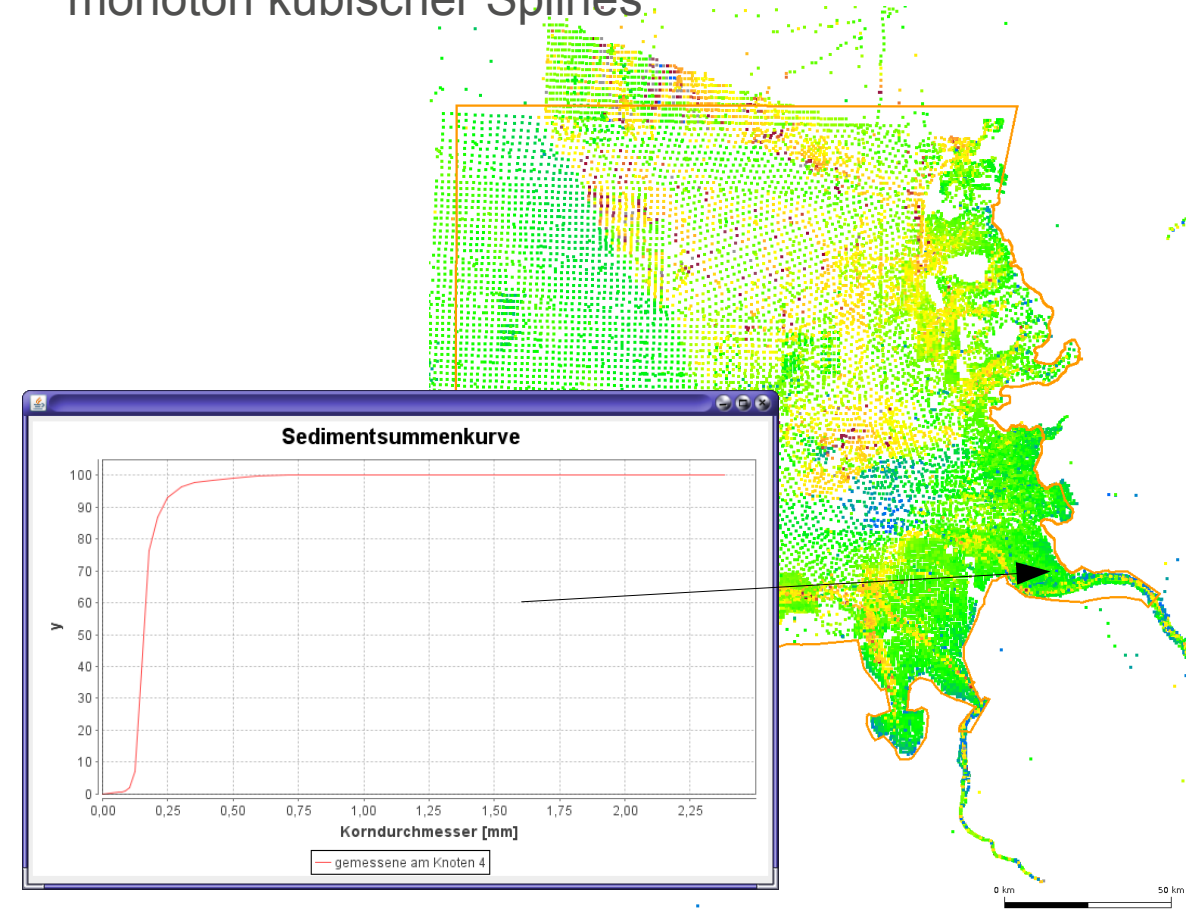 monoton kubischer Splines
Sedimentsummenkurve
100
90
80
70
60
50
40
30
20
10
0
y
0,00 0,25 0,50 0,75 1,00 1,25 1,50 1,75 2,00 2,25
Korndurchmesser [mm]
gemessene am Knoten 4
0 km 50 km